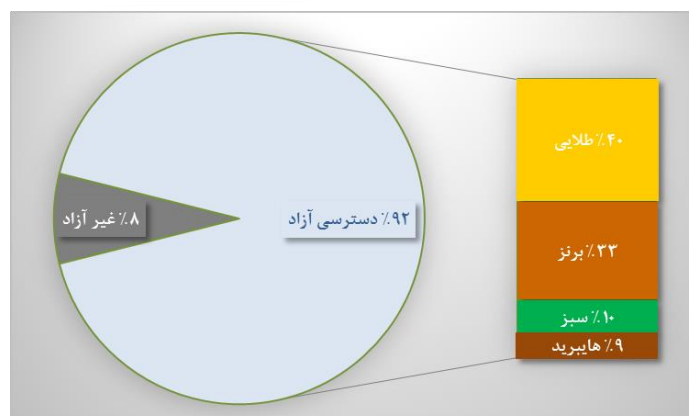 ٪۴۰ طلایی
٪۳۳ برنز
٪۱۰ سبز
٪۹ هایبرید
٪۹۲ دسترسی آزاد
٪۸ غیر آزاد